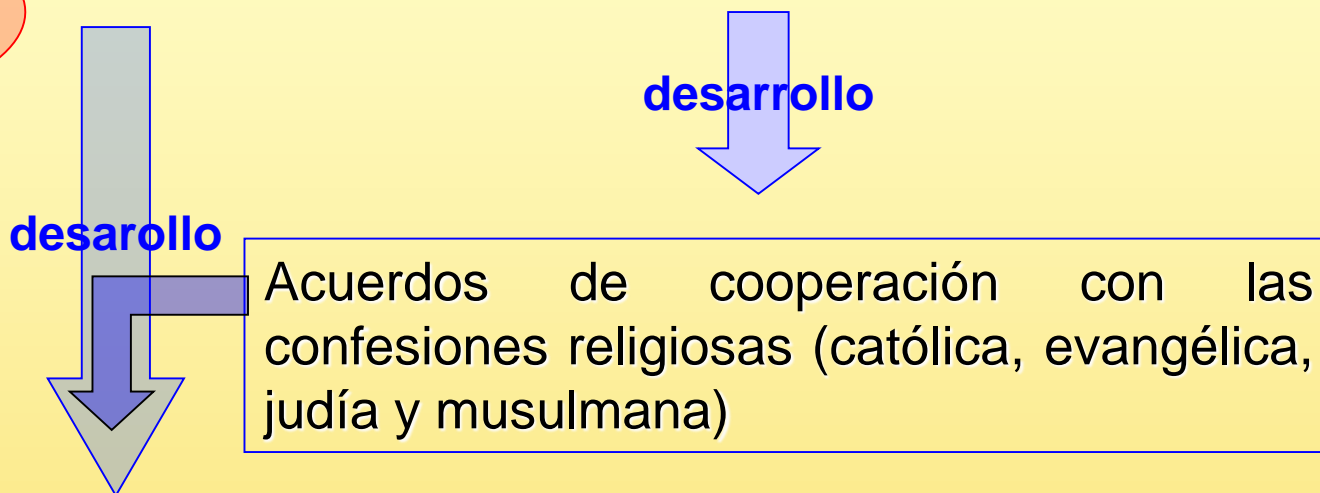 desarrollo
desarollo
Acuerdos de cooperación con las
confesiones religiosas (católica, evangélica,
judía y musulmana)